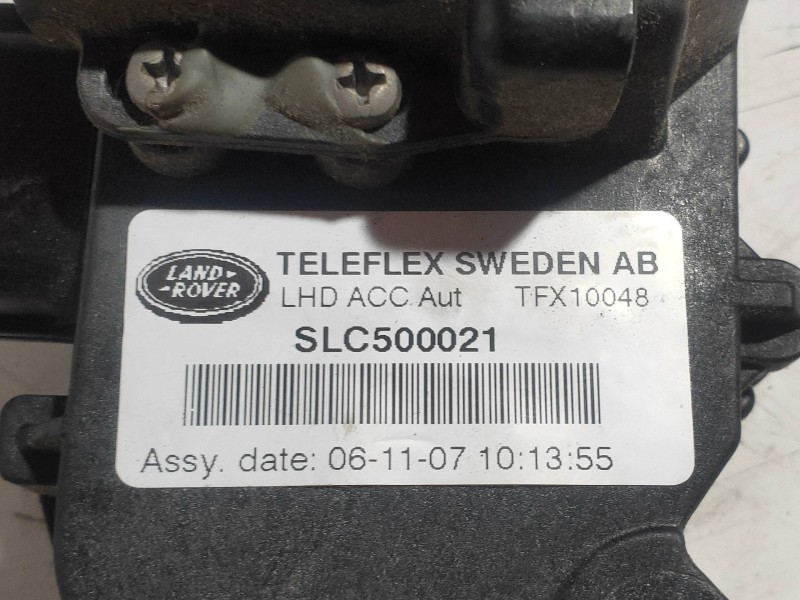 LAND
ROVER
TELEFLEX SWEDEN AB
LHD ACC Aut TFX10048
SLC500021
Assy. date: 06-11-07 10:13:55